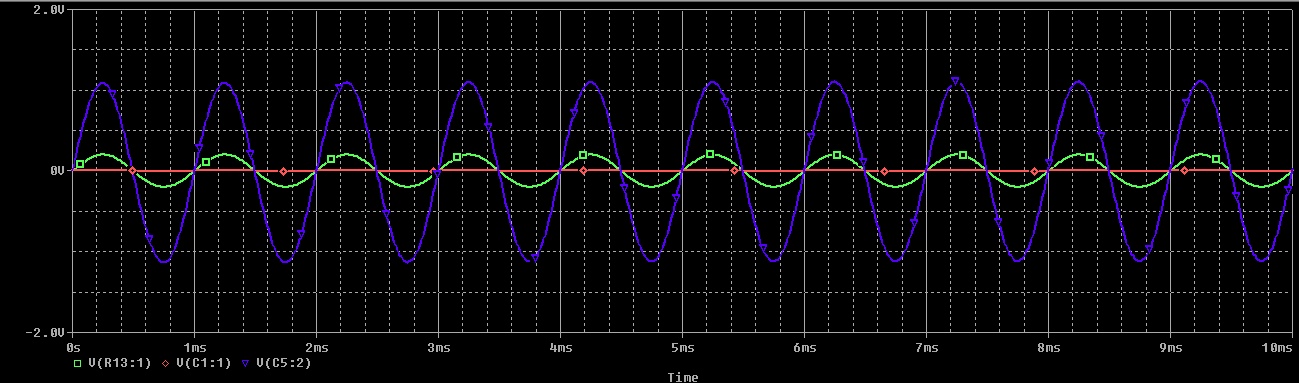 2.0V
0V
-2.0V
0s 1ms 2ms 3ms 4ms 5ms 6ms 7ms 8ms 9ms 10ms
V(R13:1) V(C1:1) V(C5:2)
Time